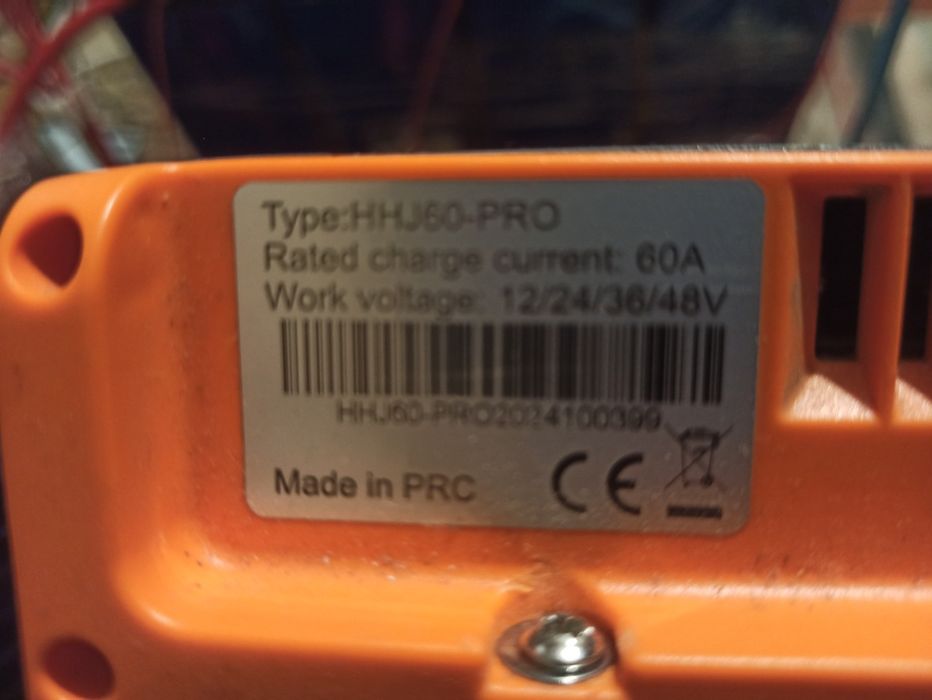 Type:HHJ60-PRO
Rated charge current: 60A
Work voltage: 12/24/36/48V
HHJ60-PRO2024100399
Made in PRC
CE